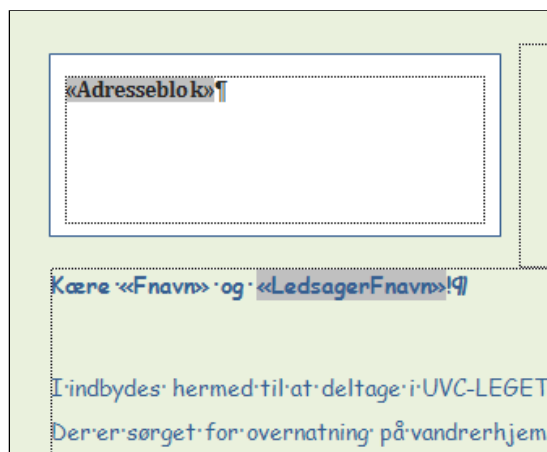 «Adresseblok»¶
Kære «Fnavn» og «LedsagerFnavn»!¶
I indbydes hermed til at deltage i UVC-LEGET
Der er sørget for overnatning på vandrerhjem